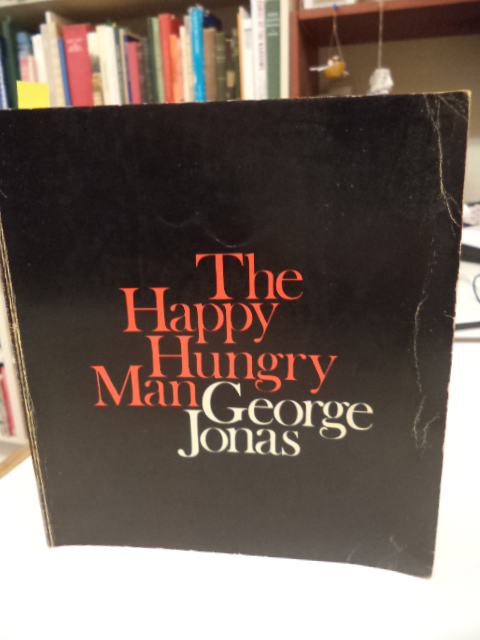 The
Happy
Hungry
Man
George
Jonas